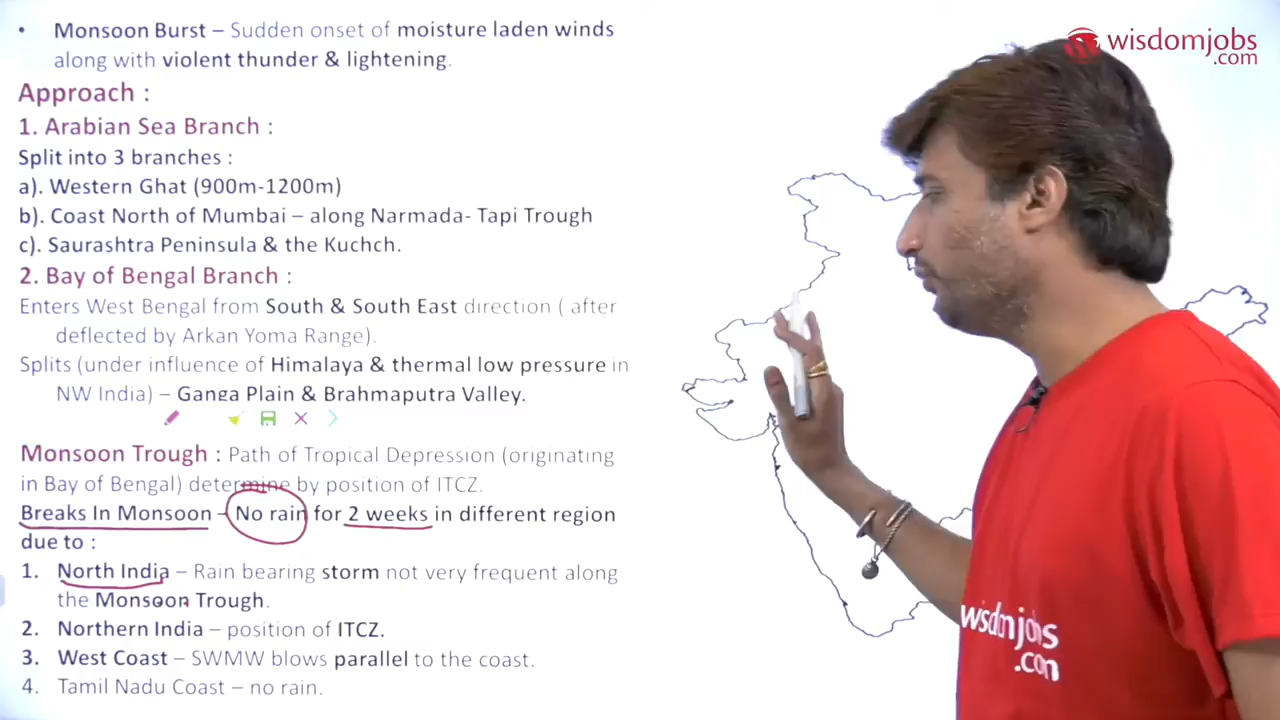 • Monsoon Burst – Sudden onset of moisture laden winds
along with violent thunder & lightening.
Approach :
1. Arabian Sea Branch :
Split into 3 branches :
a). Western Ghat (900m-1200m)
b). Coast North of Mumbai – along Narmada- Tapi Trough
c). Saurashtra Peninsula & the Kuchch.
2. Bay of Bengal Branch :
Enters West Bengal from South & South East direction ( after
deflected by Arkan Yoma Range).
Splits (under influence of Himalaya & thermal low pressure in
NW India) – Ganga Plain & Brahmaputra Valley.
Monsoon Trough : Path of Tropical Depression (originating
in Bay of Bengal) determine by position of ITCZ.
Breaks In Monsoon – No rain for 2 weeks in different region
due to :
1. North India – Rain bearing storm not very frequent along
the Monsoon Trough.
2. Northern India – position of ITCZ.
3. West Coast – SWMW blows parallel to the coast.
4. Tamil Nadu Coast – no rain.
wisdomjobs
.com
wisdomjobs
.com